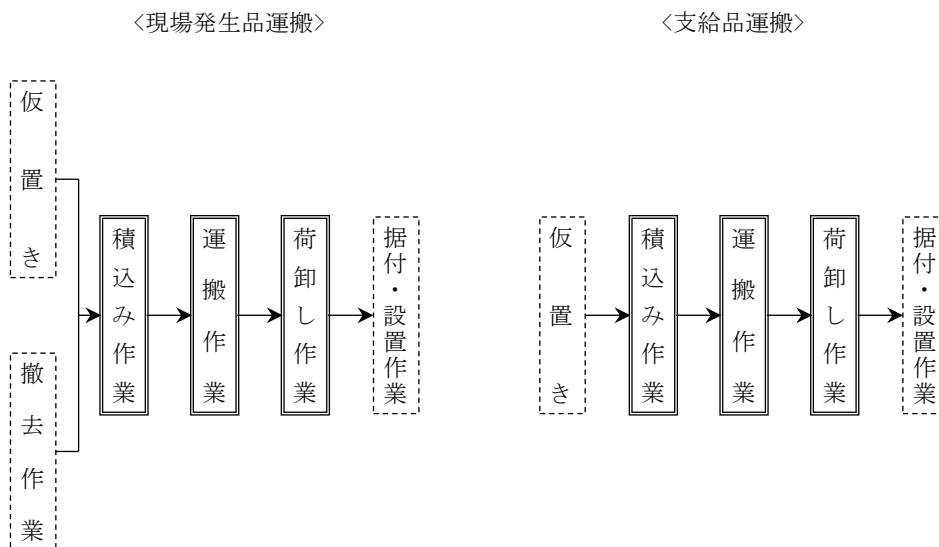 <現場発生品運搬>
仮置き
撤去作業
積込み作業
運搬作業
荷卸し作業
据付・設置作業
<支給品運搬>
仮置き
積込み作業
運搬作業
荷卸し作業
据付・設置作業